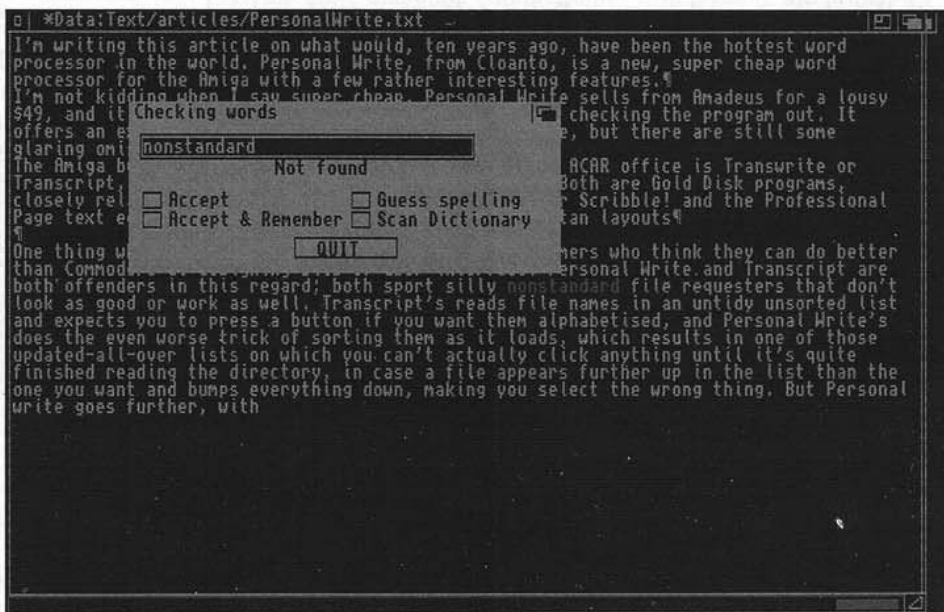 *Data:Text/articles/PersonalWrite.txt
I'm writing this article on what would, ten years ago, have been the hottest word
processor in the world. Personal Write, from Cloanto, is a new, super cheap word
processor for the Amiga with a few rather interesting features.¶
I'm not kidding when I say super cheap. Personal Write sells from Amadeus for a lousy
$49, and it checking the program out. It
offers an e, but there are still some
glaring omi
The Amiga b ACAR office is Transwrite or
Transcript, Both are Gold Disk programs,
closely rel r Scribble! and the Professional
Page text e tan layouts¶
¶
One thing w mers who think they can do better
than Commodore ersonal Write and Transcript are
both offenders in this regard; both sport silly nonstandard file requesters that don't
look as good or work as well. Transcript's reads file names in an untidy unsorted list
and expects you to press a button if you want them alphabetised, and Personal Write's
does the even worse trick of sorting them as it loads, which results in one of those
updated-all-over lists on which you can't actually click anything until it's quite
finished reading the directory, in case a file appears further up in the list than the
one you want and bumps everything down, making you select the wrong thing. But Personal
write goes further, with
Checking words
nonstandard
Not found
Accept Guess spelling
Accept & Remember Scan Dictionary
QUIT